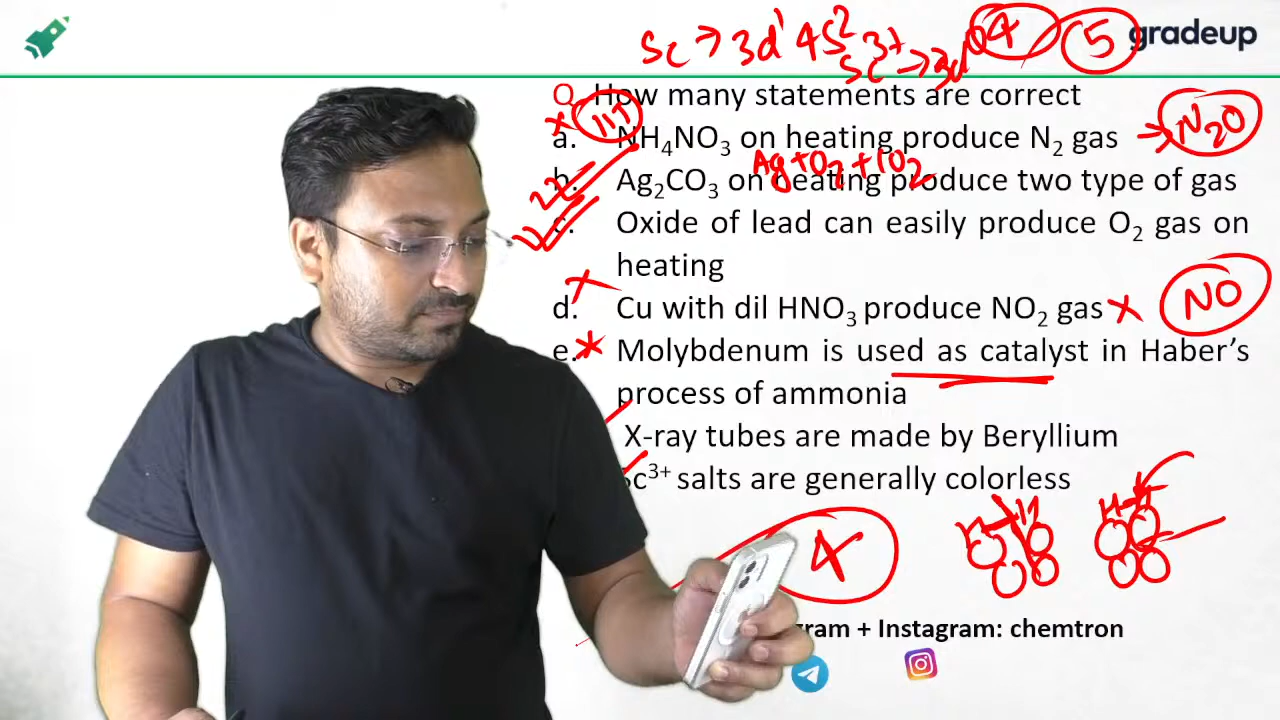 gradeup
Sc → 3d¹ 4S² 4 5
Sc³⁺ → 3d⁰
Q. How many statements are correct
a. NH₄NO₃ on heating produce N₂ gas → N₂O
IIT
Ag + O₂ + CO₂
b. Ag₂CO₃ on heating produce two type of gas
22
c. Oxide of lead can easily produce O₂ gas on
heating
d. Cu with dil HNO₃ produce NO₂ gas × NO
e. Molybdenum is used as catalyst in Haber's
process of ammonia
X-ray tubes are made by Beryllium
Sc³⁺ salts are generally colorless
H H H H
4
gram + Instagram: chemtron